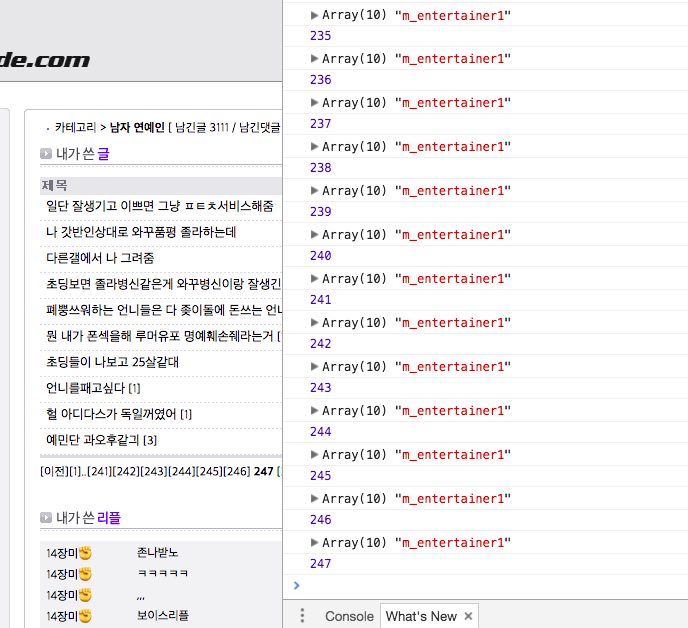 de.com
카테고리 > 남자 연예인 [ 남긴글 3111 / 남긴댓글
내가 쓴 글
제 목
일단 잘생기고 이쁘면 그냥 ㅍㅌㅊ서비스해줌
나 갓반인상대로 와꾸품평 졸라하는데
다른갤에서 나 그려줌
초딩보면 졸라병신같은게 와꾸병신이랑 잘생긴
폐뽕쓰워하는 언니들은 다 좆이돌에 돈쓰는 언니
뭔 내가 폰섹을해 루머유포 명예훼손줴라는거 [
초딩들이 나보고 25살같대
언니를패고싶다 [1]
헐 아디다스가 독일꺼였어 [1]
예민단 과오후같긔 [3]
[이전][1]..[241][242][243][244][245][246] 247 [
내가 쓴 리플
14장미✊ 존나받노
14장미✊ ㅋㅋㅋㅋㅋ
14장미✊ ,,,
14장미✊ 보이스리플
▶Array(10) "m_entertainer1"
235
▶Array(10) "m_entertainer1"
236
▶Array(10) "m_entertainer1"
237
▶Array(10) "m_entertainer1"
238
▶Array(10) "m_entertainer1"
239
▶Array(10) "m_entertainer1"
240
▶Array(10) "m_entertainer1"
241
▶Array(10) "m_entertainer1"
242
▶Array(10) "m_entertainer1"
243
▶Array(10) "m_entertainer1"
244
▶Array(10) "m_entertainer1"
245
▶Array(10) "m_entertainer1"
246
▶Array(10) "m_entertainer1"
247
>
Console What's New ×